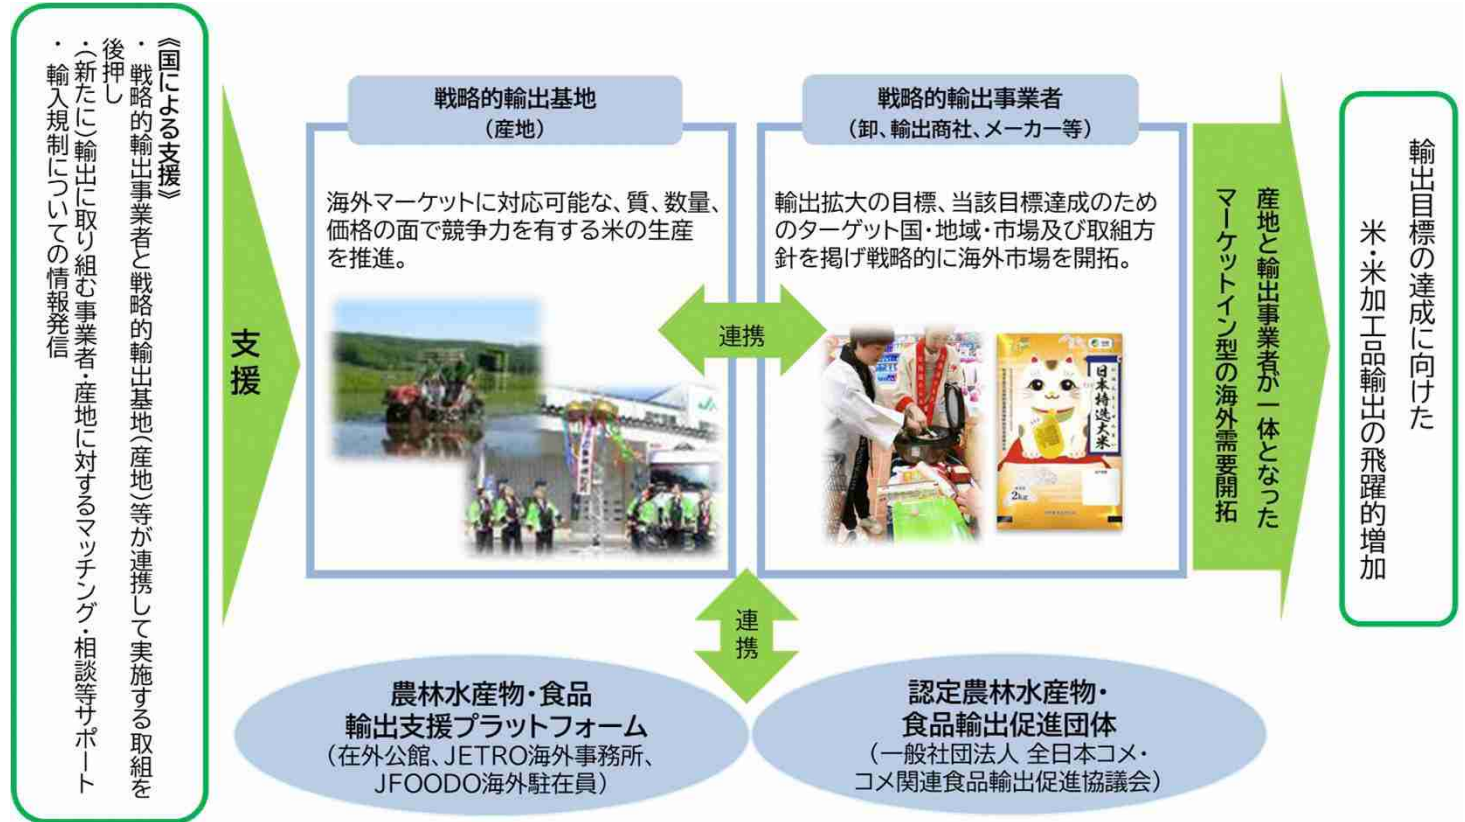 《国による支援》
・ 戦略的輸出事業者と戦略的輸出基地(産地)等が連携して実施する取組を
後押し
・(新たに)輸出に取り組む事業者・産地に対するマッチング・相談等サポート
・ 輸入規制についての情報発信
支援
戦略的輸出基地
(産地)
海外マーケットに対応可能な、質、数量、
価格の面で競争力を有する米の生産
を推進。
連携
戦略的輸出事業者
(卸、輸出商社、メーカー等)
輸出拡大の目標、当該目標達成のため
のターゲット国・地域・市場及び取組方
針を掲げ戦略的に海外市場を開拓。
日本特選大米
2kg
産地と輸出事業者が一体となった
マーケットイン型の海外需要開拓
輸出目標の達成に向けた
米・米加工品輸出の飛躍的増加
連携
農林水産物・食品
輸出支援プラットフォーム
(在外公館、JETRO海外事務所、
JFOODO海外駐在員)
認定農林水産物・
食品輸出促進団体
(一般社団法人 全日本コメ・
コメ関連食品輸出促進協議会)